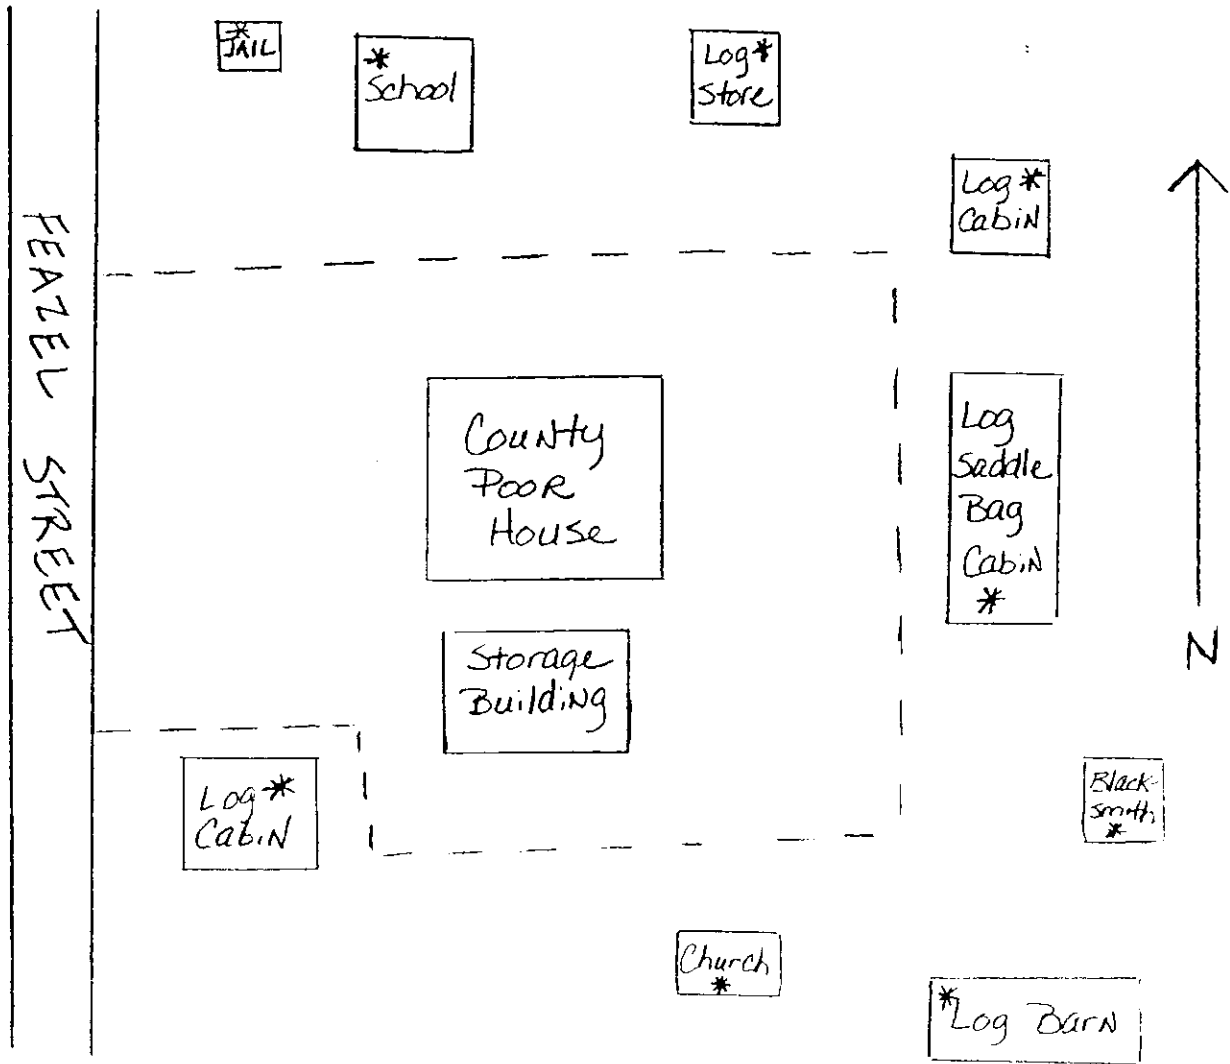 *
JAIL
*
School
Log *
Store
Log *
Cabin
FEAZEL STREET
County
Poor
House
Log
Saddle
Bag
Cabin
*
N
Storage
Building
Log *
Cabin
Black-
smith
*
Church
*
* Log Barn